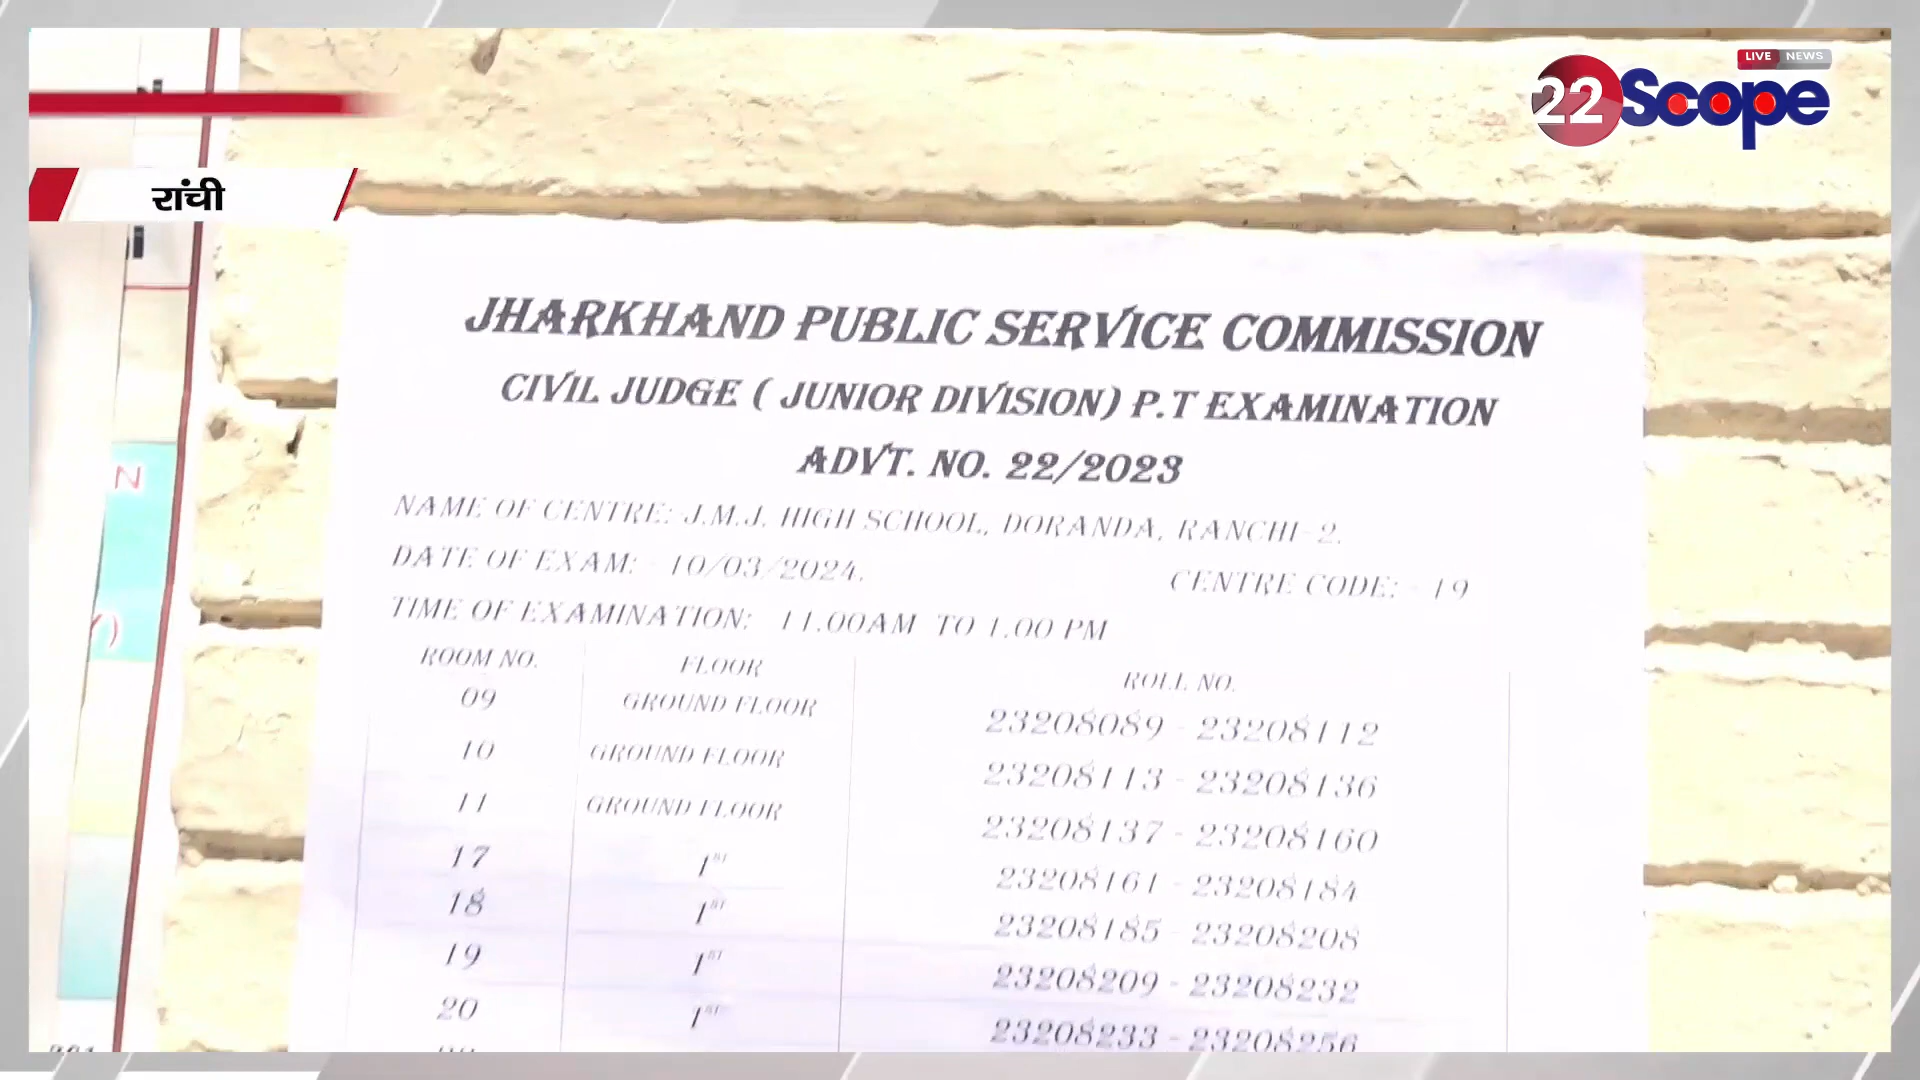 LIVE NEWS
22Scope
रांची
JHARKHAND PUBLIC SERVICE COMMISSION
CIVIL JUDGE ( JUNIOR DIVISION) P.T EXAMINATION
ADVT. NO. 22/2023
NAME OF CENTRE: J.M.J. HIGH SCHOOL, DORANDA, RANCHI-2.
DATE OF EXAM: - 10/03/2024.
CENTRE CODE: - 19
TIME OF EXAMINATION: 11.00AM TO 1.00 PM
ROOM NO. FLOOR ROLL NO.
09 GROUND FLOOR 23208089 - 23208112
10 GROUND FLOOR 23208113 - 23208136
11 GROUND FLOOR 23208137 - 23208160
17 1ST 23208161 - 23208184
18 1ST 23208185 - 23208208
19 1ST 23208209 - 23208232
20 1ST 23208233 - 23208256
N